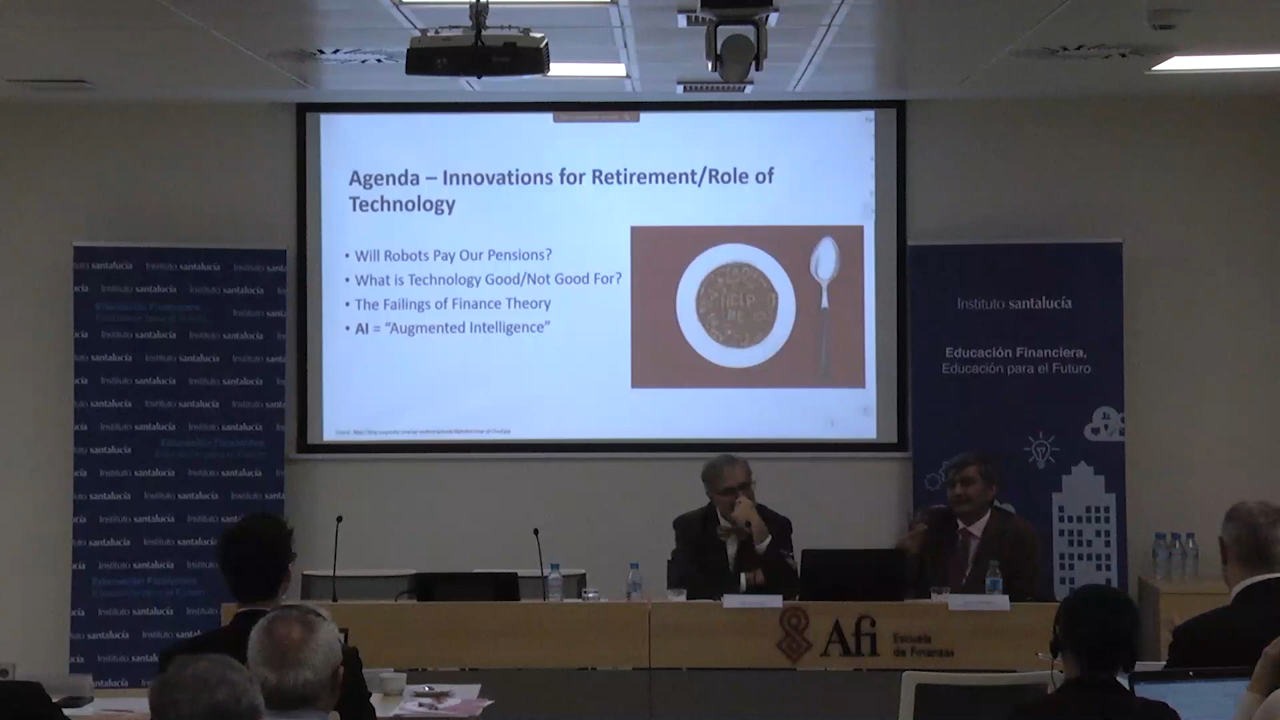 Agenda – Innovations for Retirement/Role of
Technology
• Will Robots Pay Our Pensions?
• What is Technology Good/Not Good For?
• The Failings of Finance Theory
• AI = “Augmented Intelligence”
HELP
ME
Instituto santalucía
Educación Financiera,
Educación para el Futuro
Instituto santalucía
Afi Escuela
de Finanzas